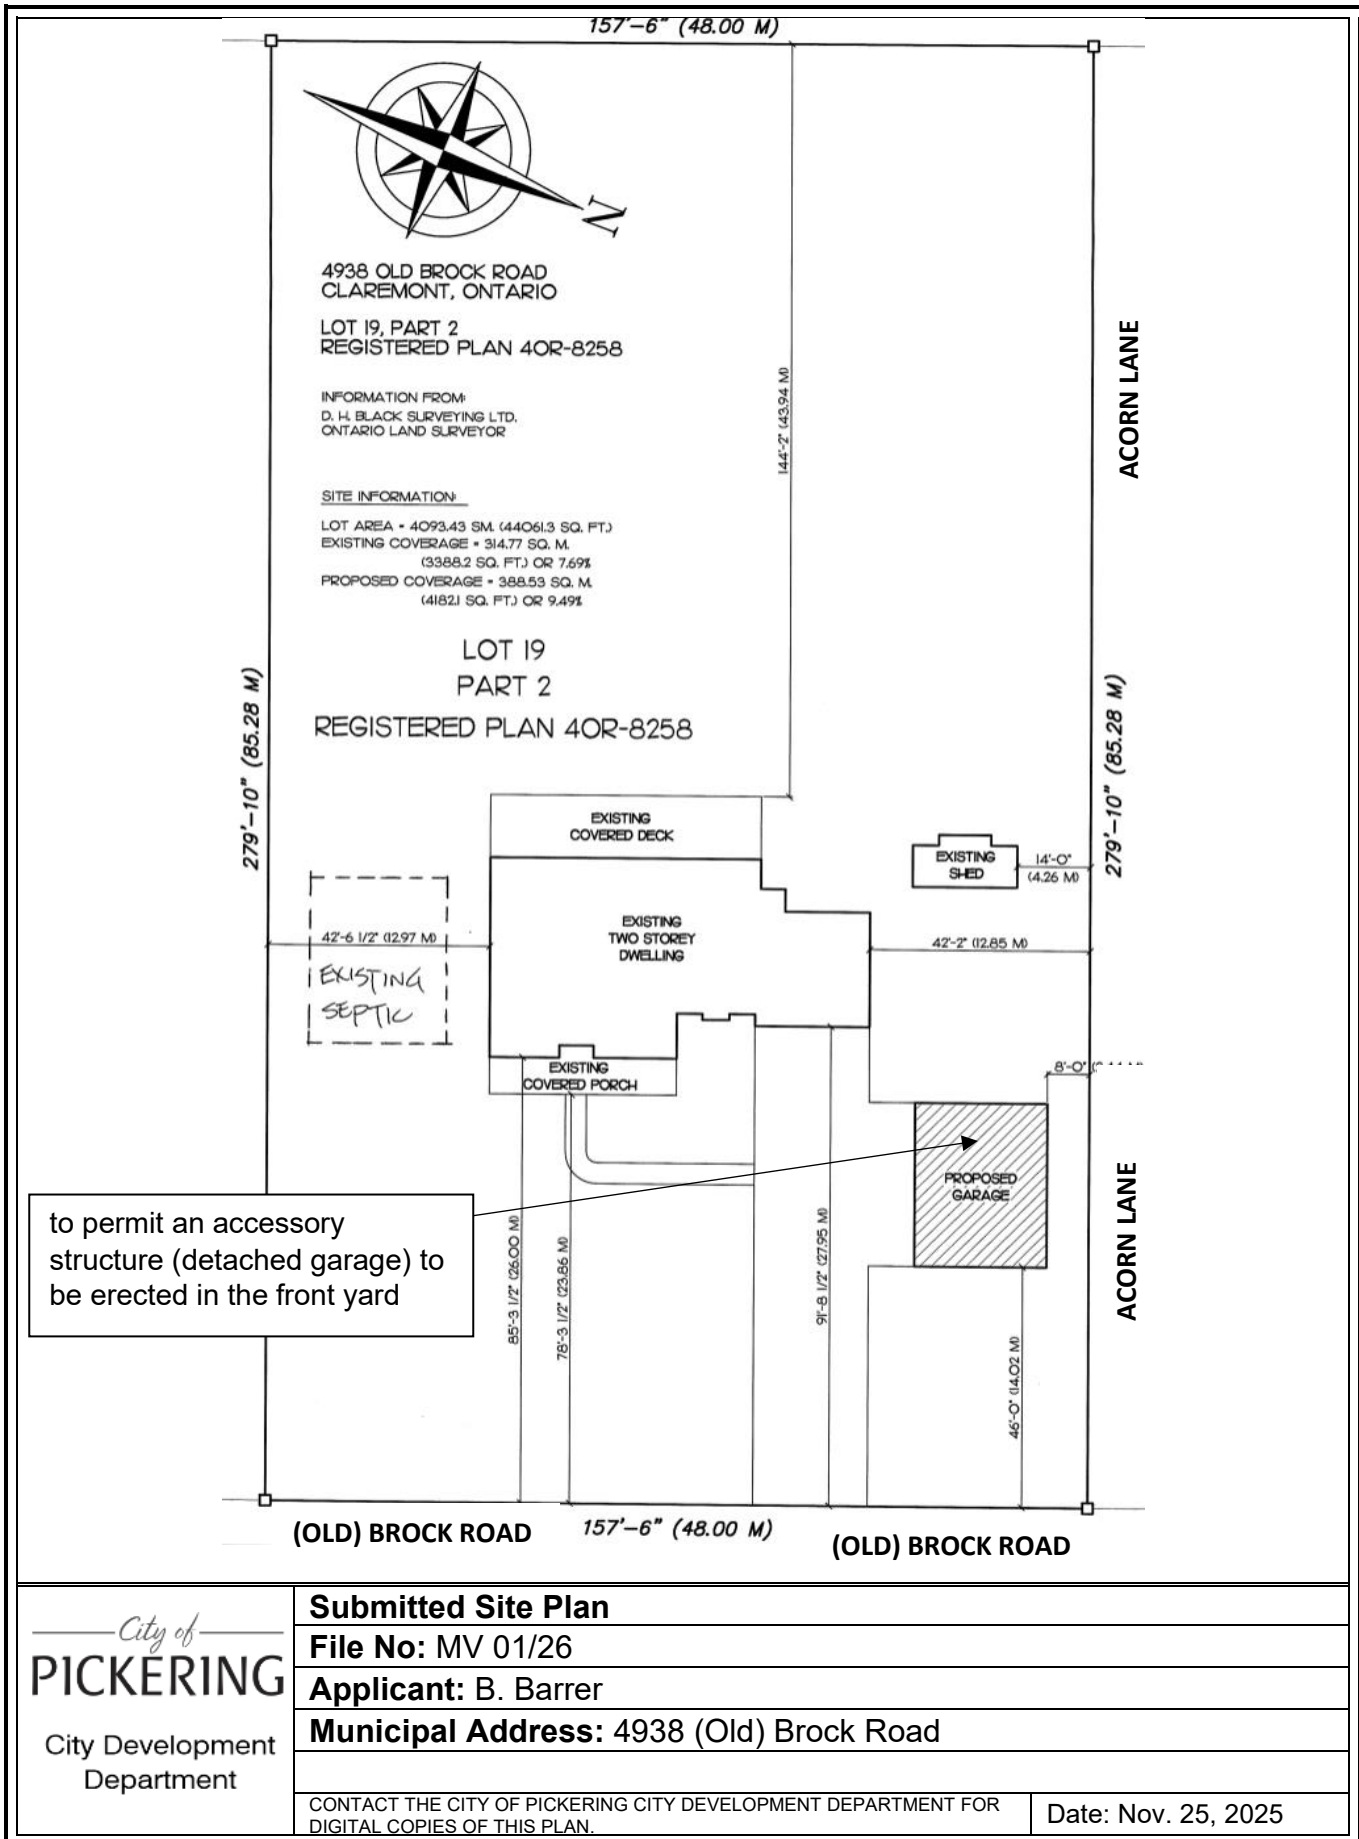 157'-6" (48.00 M)
N
4938 OLD BROCK ROAD
CLAREMONT, ONTARIO
LOT 19, PART 2
REGISTERED PLAN 4OR-8258
INFORMATION FROM:
D. H. BLACK SURVEYING LTD.
ONTARIO LAND SURVEYOR
SITE INFORMATION:
LOT AREA = 4093.43 SM. (44061.3 SQ. FT.)
EXISTING COVERAGE = 314.77 SQ. M.
(3388.2 SQ. FT.) OR 7.69%
PROPOSED COVERAGE = 388.53 SQ. M.
(4182.1 SQ. FT.) OR 9.49%
LOT 19
PART 2
REGISTERED PLAN 4OR-8258
144'-2" (43.94 M)
ACORN LANE
279'-10" (85.28 M)
279'-10" (85.28 M)
EXISTING
COVERED DECK
EXISTING
SHED
14'-0"
(4.26 M)
EXISTING
TWO STOREY
DWELLING
42'-6 1/2" (12.97 M)
42'-2" (12.85 M)
EXISTING
SEPTIC
EXISTING
COVERED PORCH
8'-0"
PROPOSED
GARAGE
ACORN LANE
to permit an accessory
structure (detached garage) to
be erected in the front yard
85'-3 1/2" (26.00 M)
78'-3 1/2" (23.86 M)
91'-8 1/2" (27.95 M)
46'-0" (14.02 M)
(OLD) BROCK ROAD
157'-6" (48.00 M)
(OLD) BROCK ROAD
City of
PICKERING
City Development
Department
Submitted Site Plan
File No: MV 01/26
Applicant: B. Barrer
Municipal Address: 4938 (Old) Brock Road
CONTACT THE CITY OF PICKERING CITY DEVELOPMENT DEPARTMENT FOR
DIGITAL COPIES OF THIS PLAN.
Date: Nov. 25, 2025